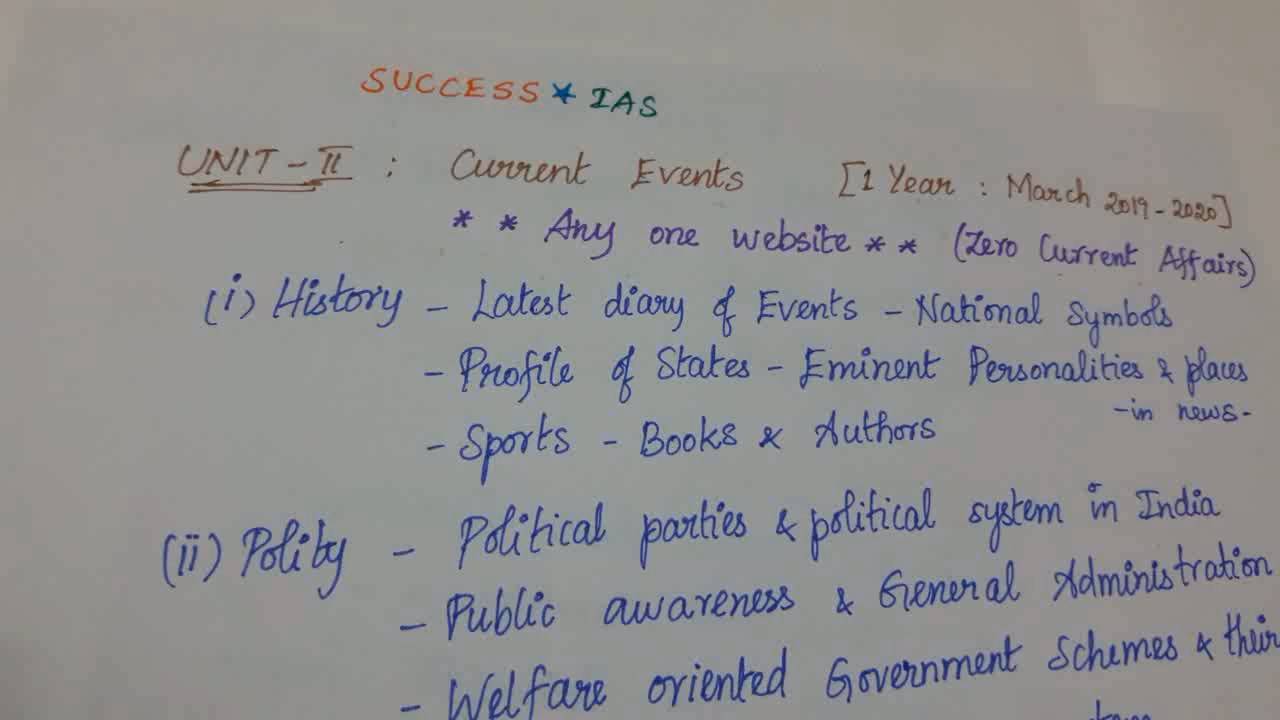 SUCCESS ★ IAS
UNIT-II : Current Events [1 Year : March 2019-2020]
* * Any one website * * (Zero Current Affairs)
(i) History - Latest diary of Events - National Symbols
- Profile of States - Eminent Personalities & places
-in news-
- Sports - Books & Authors
(ii) Polity - Political parties & political system in India
- Public awareness & General Administration
- Welfare oriented Government Schemes & their